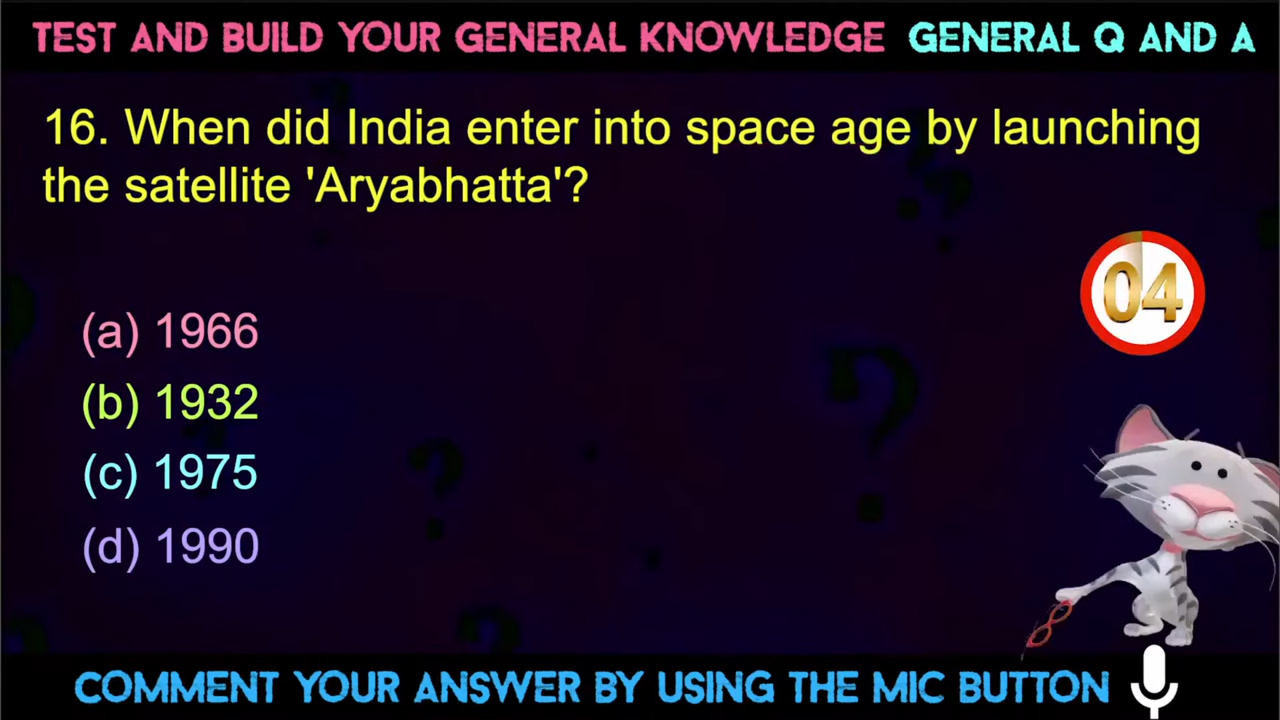 TEST AND BUILD YOUR GENERAL KNOWLEDGE GENERAL Q AND A
16. When did India enter into space age by launching
the satellite 'Aryabhatta'?
04
(a) 1966
(b) 1932
(c) 1975
(d) 1990
COMMENT YOUR ANSWER BY USING THE MIC BUTTON